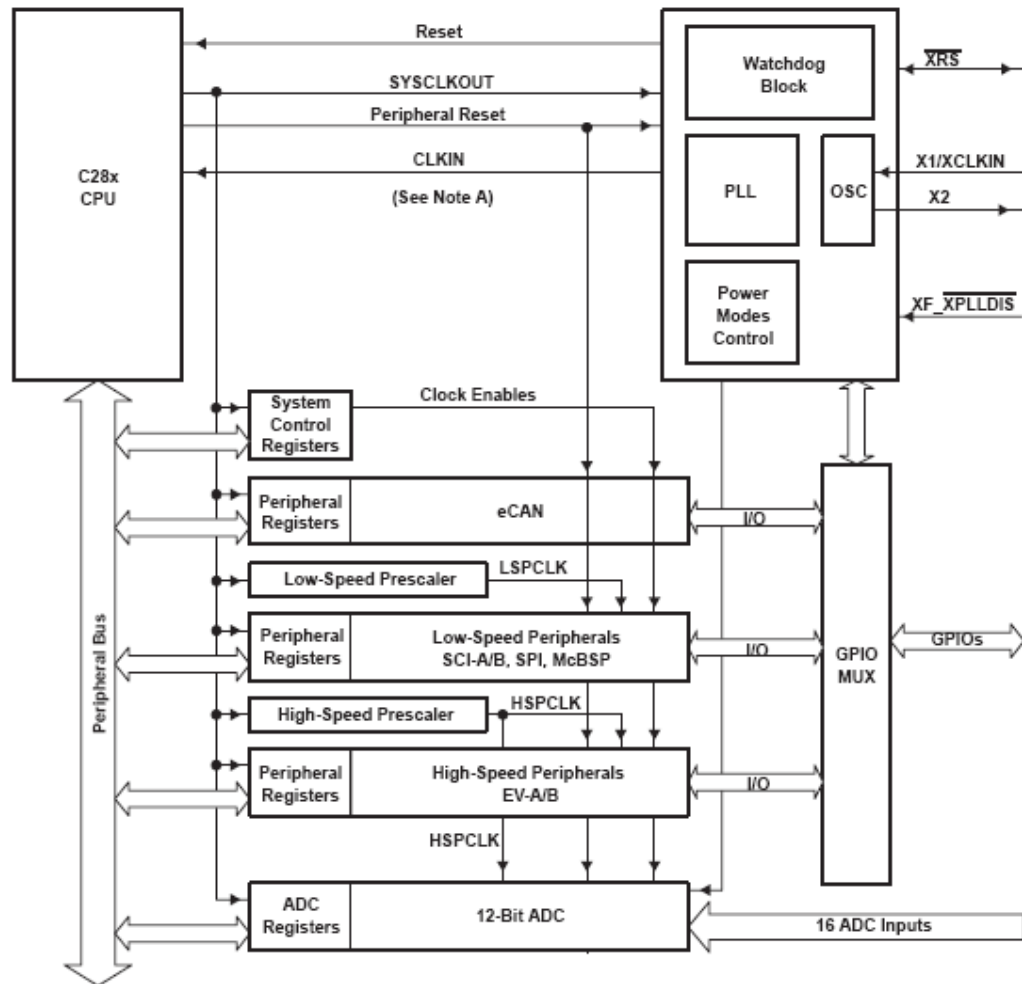 Reset
XRS
SYSCLKOUT
Watchdog
Block
Peripheral Reset
CLKIN
X1/XCLKIN
C28x
CPU
(See Note A)
PLL
OSC
X2
Power
Modes
Control
XF_XPLLDIS
System
Control
Registers
Clock Enables
Peripheral
Registers
eCAN
I/O
Low-Speed Prescaler
LSPCLK
Peripheral
Registers
Low-Speed Peripherals
SCI-A/B, SPI, McBSP
I/O
GPIO
MUX
GPIOs
Peripheral Bus
High-Speed Prescaler
HSPCLK
Peripheral
Registers
High-Speed Peripherals
EV-A/B
I/O
HSPCLK
ADC
Registers
12-Bit ADC
16 ADC Inputs